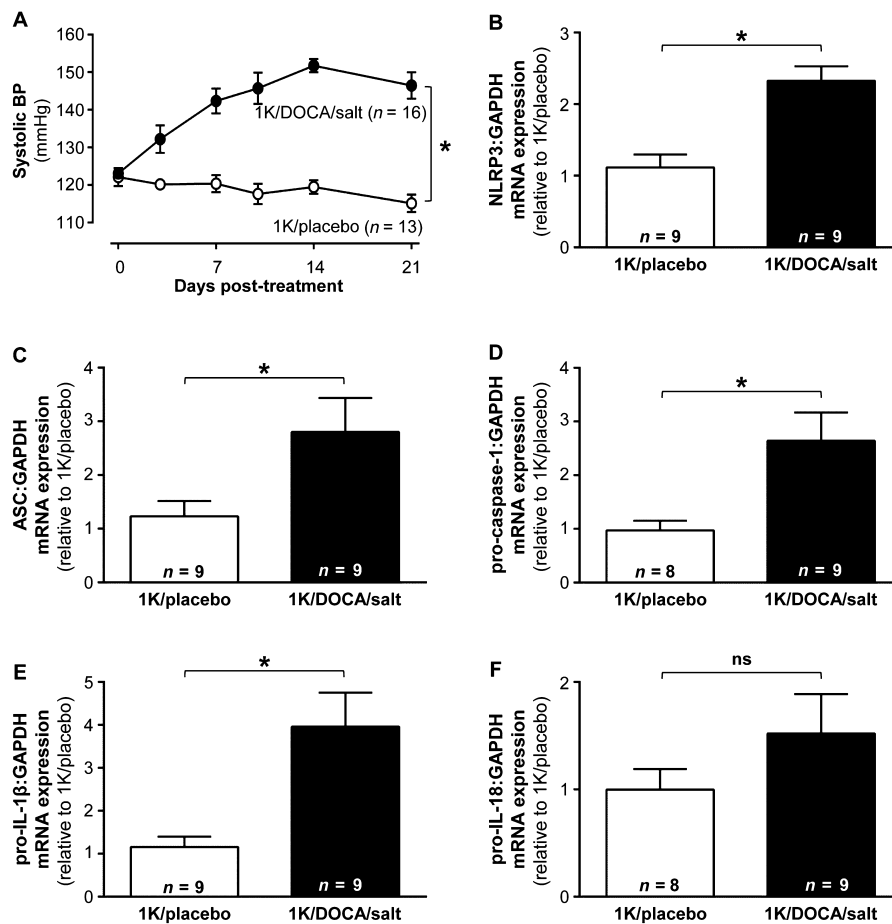 A
Systolic BP
(mmHg)
160
150
140
130
120
110
1K/DOCA/salt (n = 16)
*
1K/placebo (n = 13)
0 7 14 21
Days post-treatment
B
NLRP3:GAPDH
mRNA expression
(relative to 1K/placebo)
3
2
1
0
*
n = 9 n = 9
1K/placebo 1K/DOCA/salt
C
ASC:GAPDH
mRNA expression
(relative to 1K/placebo)
4
3
2
1
0
*
n = 9 n = 9
1K/placebo 1K/DOCA/salt
D
pro-caspase-1:GAPDH
mRNA expression
(relative to 1K/placebo)
4
3
2
1
0
*
n = 8 n = 9
1K/placebo 1K/DOCA/salt
E
pro-IL-1β:GAPDH
mRNA expression
(relative to 1K/placebo)
5
4
3
2
1
0
*
n = 9 n = 9
1K/placebo 1K/DOCA/salt
F
pro-IL-18:GAPDH
mRNA expression
(relative to 1K/placebo)
2
1
0
ns
n = 8 n = 9
1K/placebo 1K/DOCA/salt